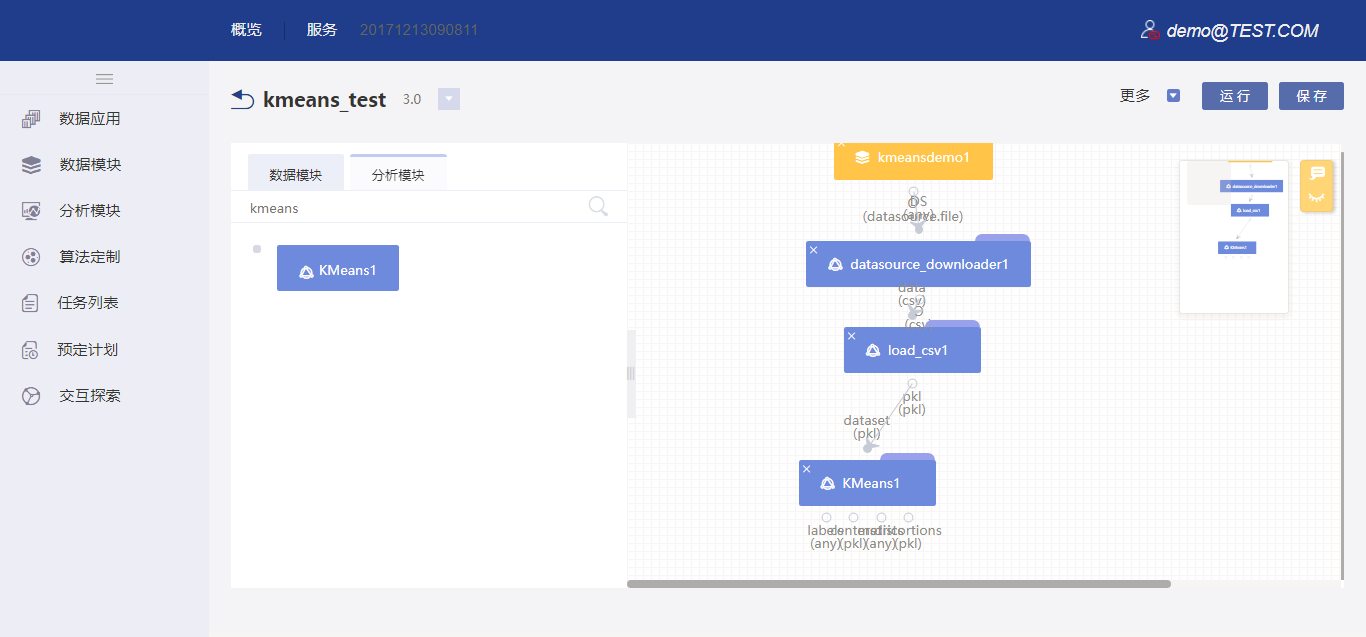 概览
服务
20171213090811
demo@TEST.COM
数据应用
数据模块
分析模块
算法定制
任务列表
预定计划
交互探索
kmeans_test
3.0
更多
运行
保存
数据模块
分析模块
kmeans
KMeans1
kmeansdemo1
DS
(any)
(datasource.file)
datasource_downloader1
data
(csv)
(csv)
load_csv1
pkl
(pkl)
dataset
(pkl)
KMeans1
labels
centers
distortions
(any)
(pkl)
(any)
(pkl)
datasource_downloader1
load_csv1
KMeans1